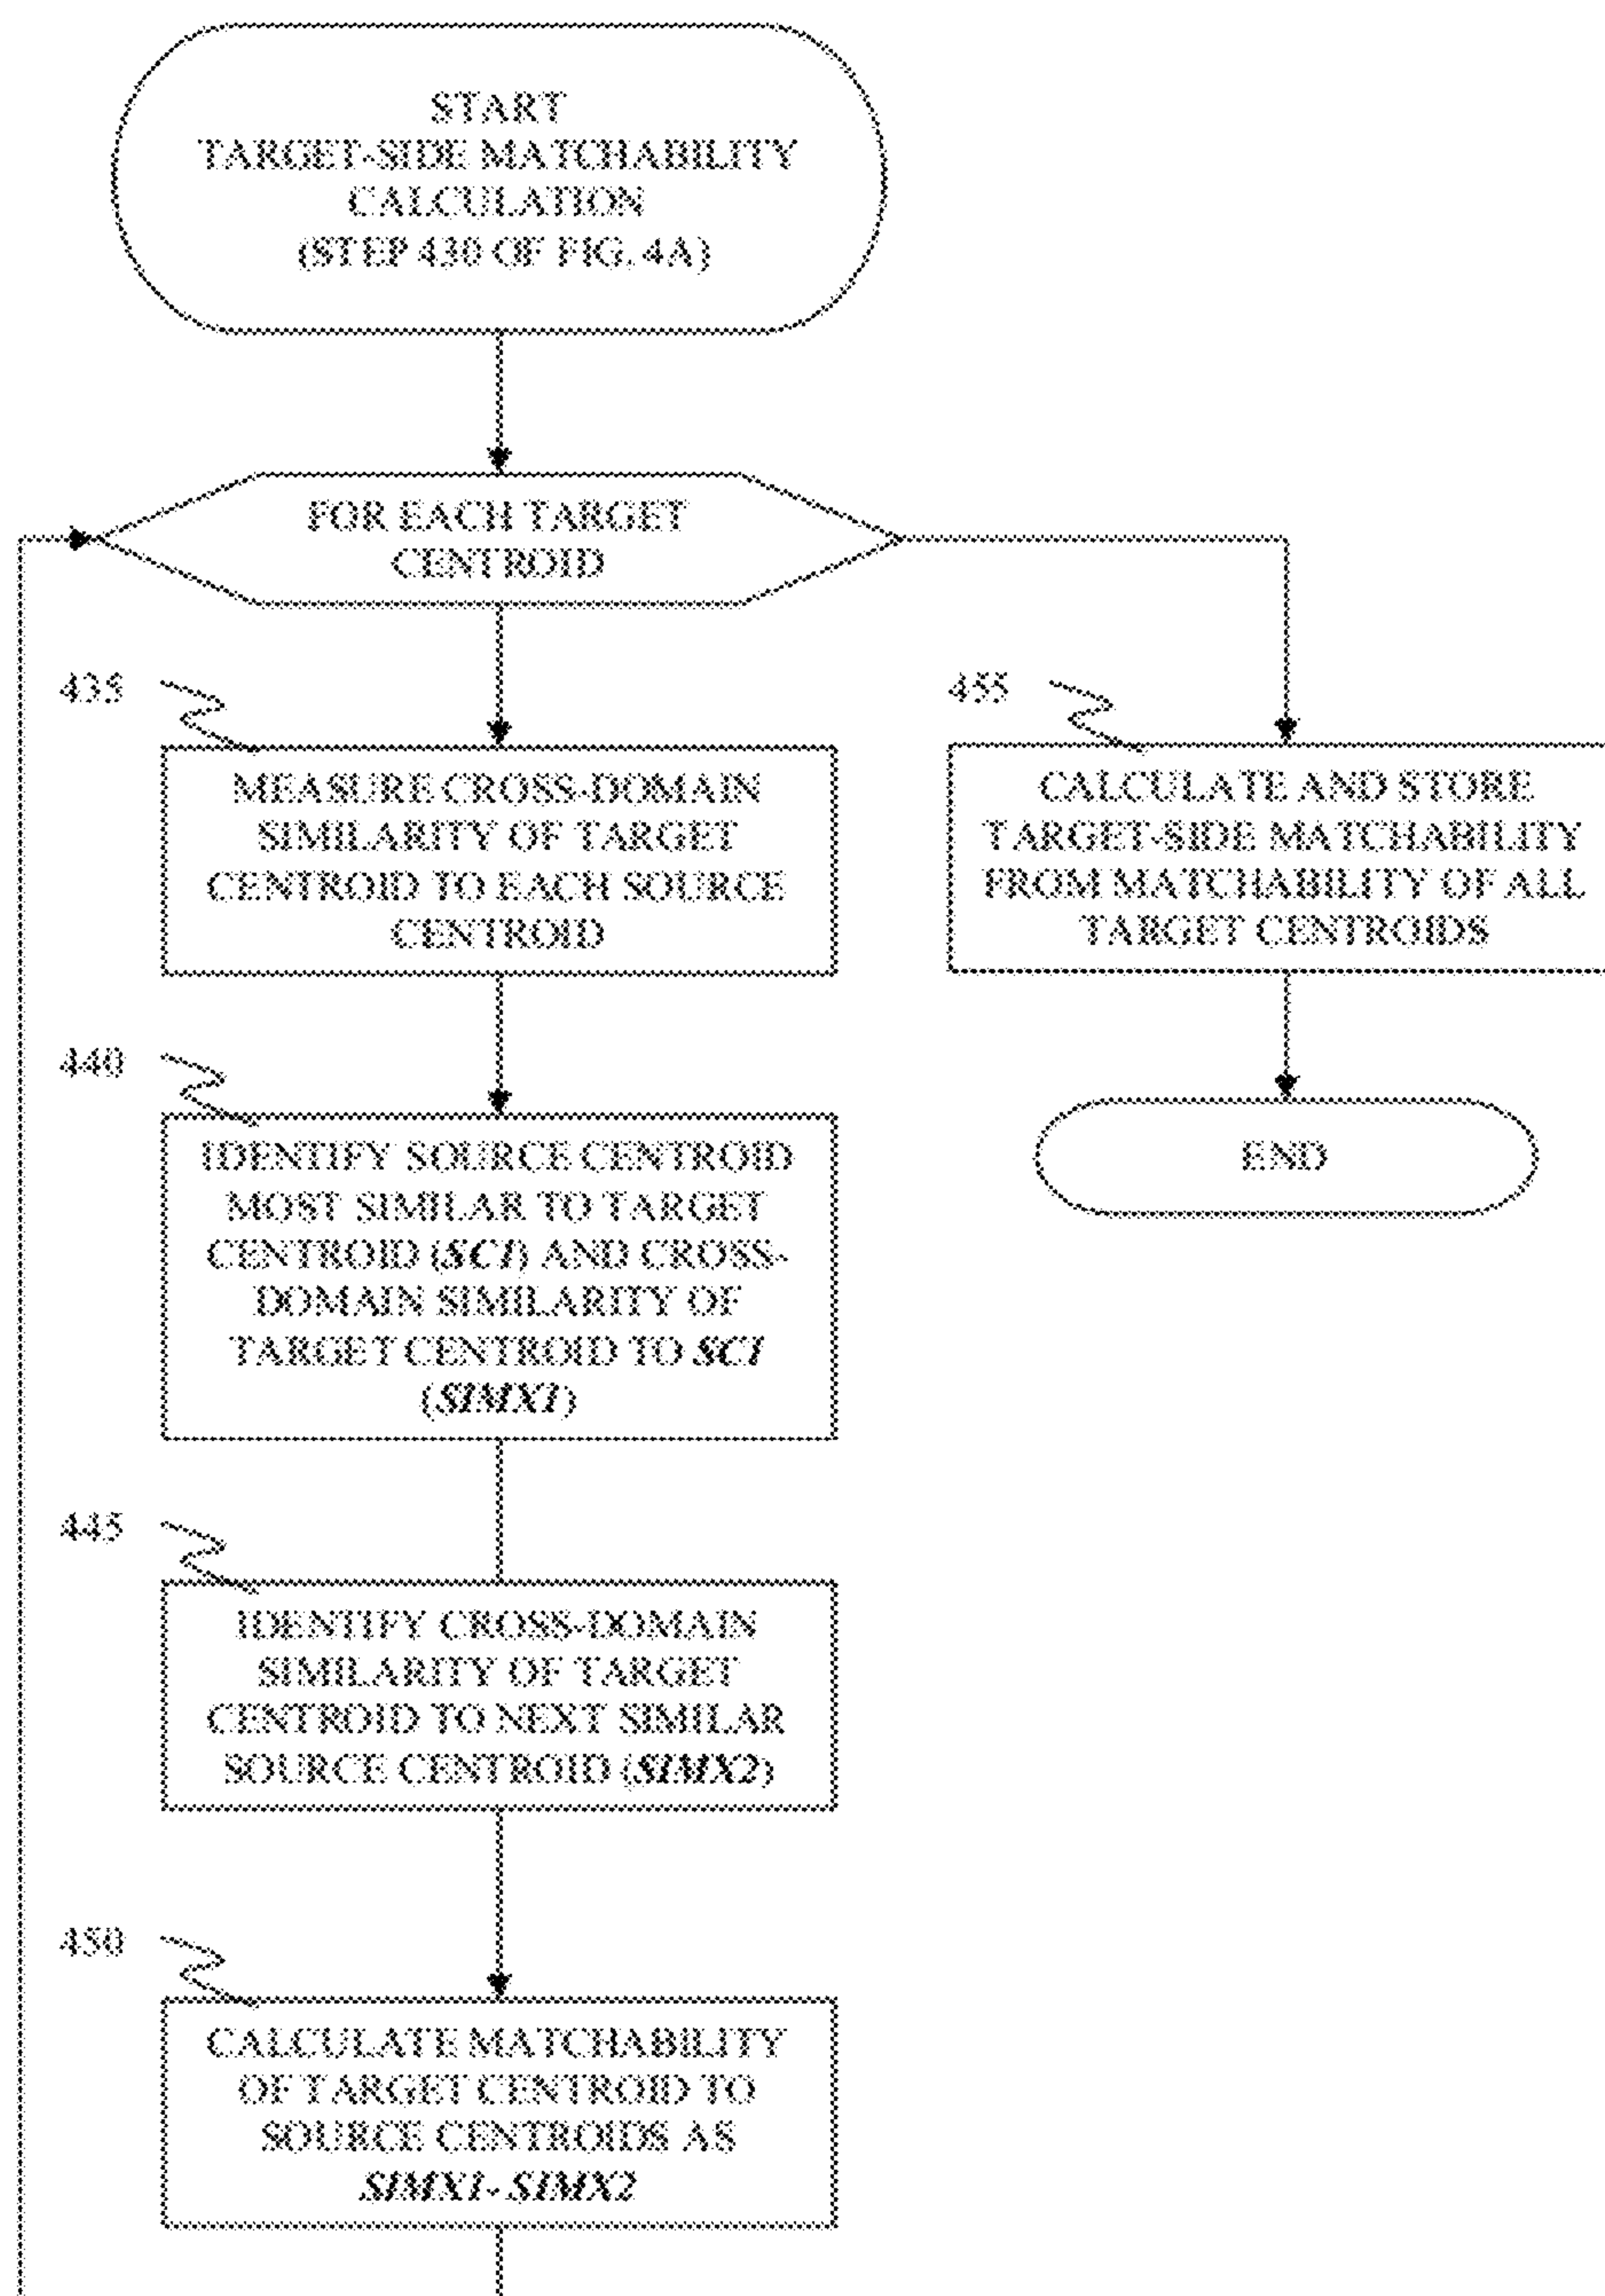 START
TARGET-SIDE MATCHABILITY
CALCULATION
(STEP 430 OF FIG. 4A)
FOR EACH TARGET
CENTROID
435
MEASURE CROSS-DOMAIN
SIMILARITY OF TARGET
CENTROID TO EACH SOURCE
CENTROID
440
IDENTIFY SOURCE CENTROID
MOST SIMILAR TO TARGET
CENTROID (SC1) AND CROSS-
DOMAIN SIMILARITY OF
TARGET CENTROID TO SC1
(SIMX1)
445
IDENTIFY CROSS-DOMAIN
SIMILARITY OF TARGET
CENTROID TO NEXT SIMILAR
SOURCE CENTROID (SIMX2)
450
CALCULATE MATCHABILITY
OF TARGET CENTROID TO
SOURCE CENTROIDS AS
SIMX1- SIMX2
455
CALCULATE AND STORE
TARGET-SIDE MATCHABILITY
FROM MATCHABILITY OF ALL
TARGET CENTROIDS
END